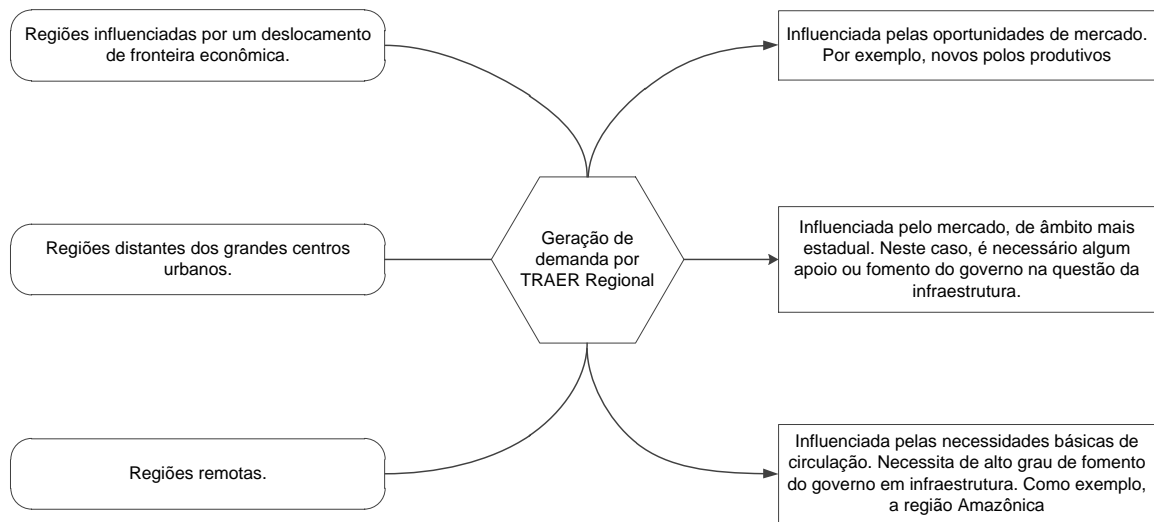 Regiões influenciadas por um deslocamento
de fronteira econômica.
Influenciada pelas oportunidades de mercado.
Por exemplo, novos polos produtivos
Regiões distantes dos grandes centros
urbanos.
Geração de
demanda por
TRAER Regional
Influenciada pelo mercado, de âmbito mais
estadual. Neste caso, é necessário algum
apoio ou fomento do governo na questão da
infraestrutura.
Regiões remotas.
Influenciada pelas necessidades básicas de
circulação. Necessita de alto grau de fomento
do governo em infraestrutura. Como exemplo,
a região Amazônica